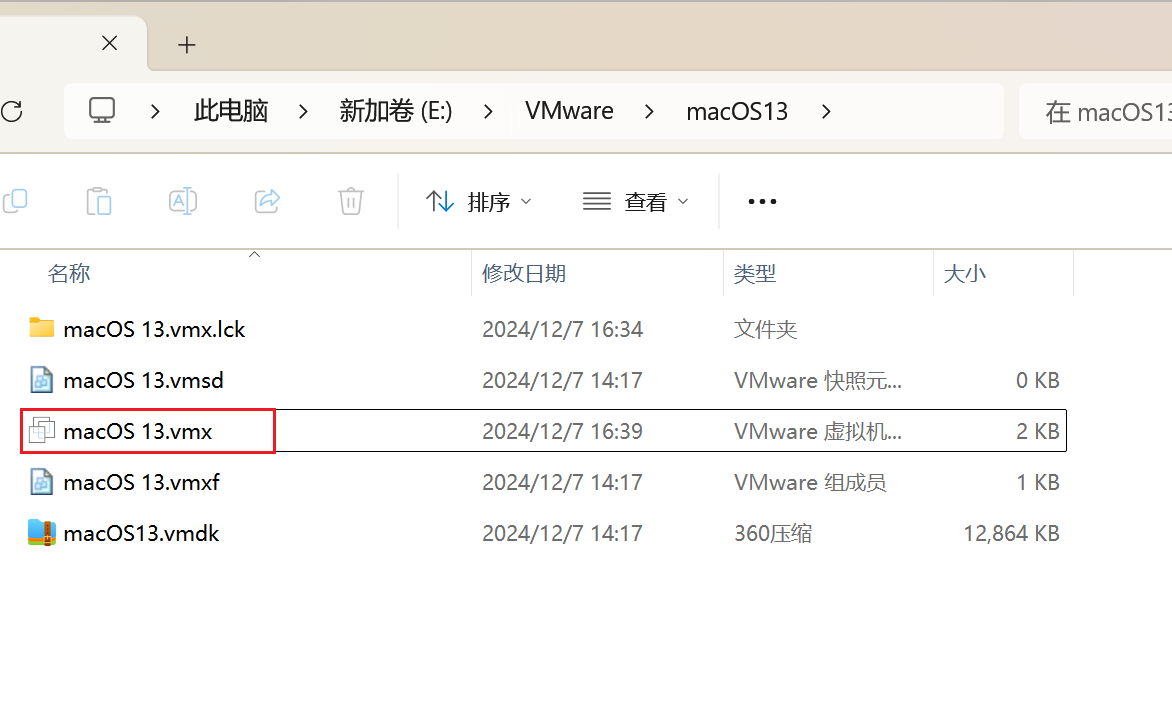 此电脑 > 新加卷 (E:) > VMware > macOS13 > 在 macOS13
排序 查看
名称 修改日期 类型 大小
macOS 13.vmx.lck 2024/12/7 16:34 文件夹
macOS 13.vmsd 2024/12/7 14:17 VMware 快照元... 0 KB
macOS 13.vmx 2024/12/7 16:39 VMware 虚拟机... 2 KB
macOS 13.vmxf 2024/12/7 14:17 VMware 组成员 1 KB
macOS13.vmdk 2024/12/7 14:17 360压缩 12,864 KB